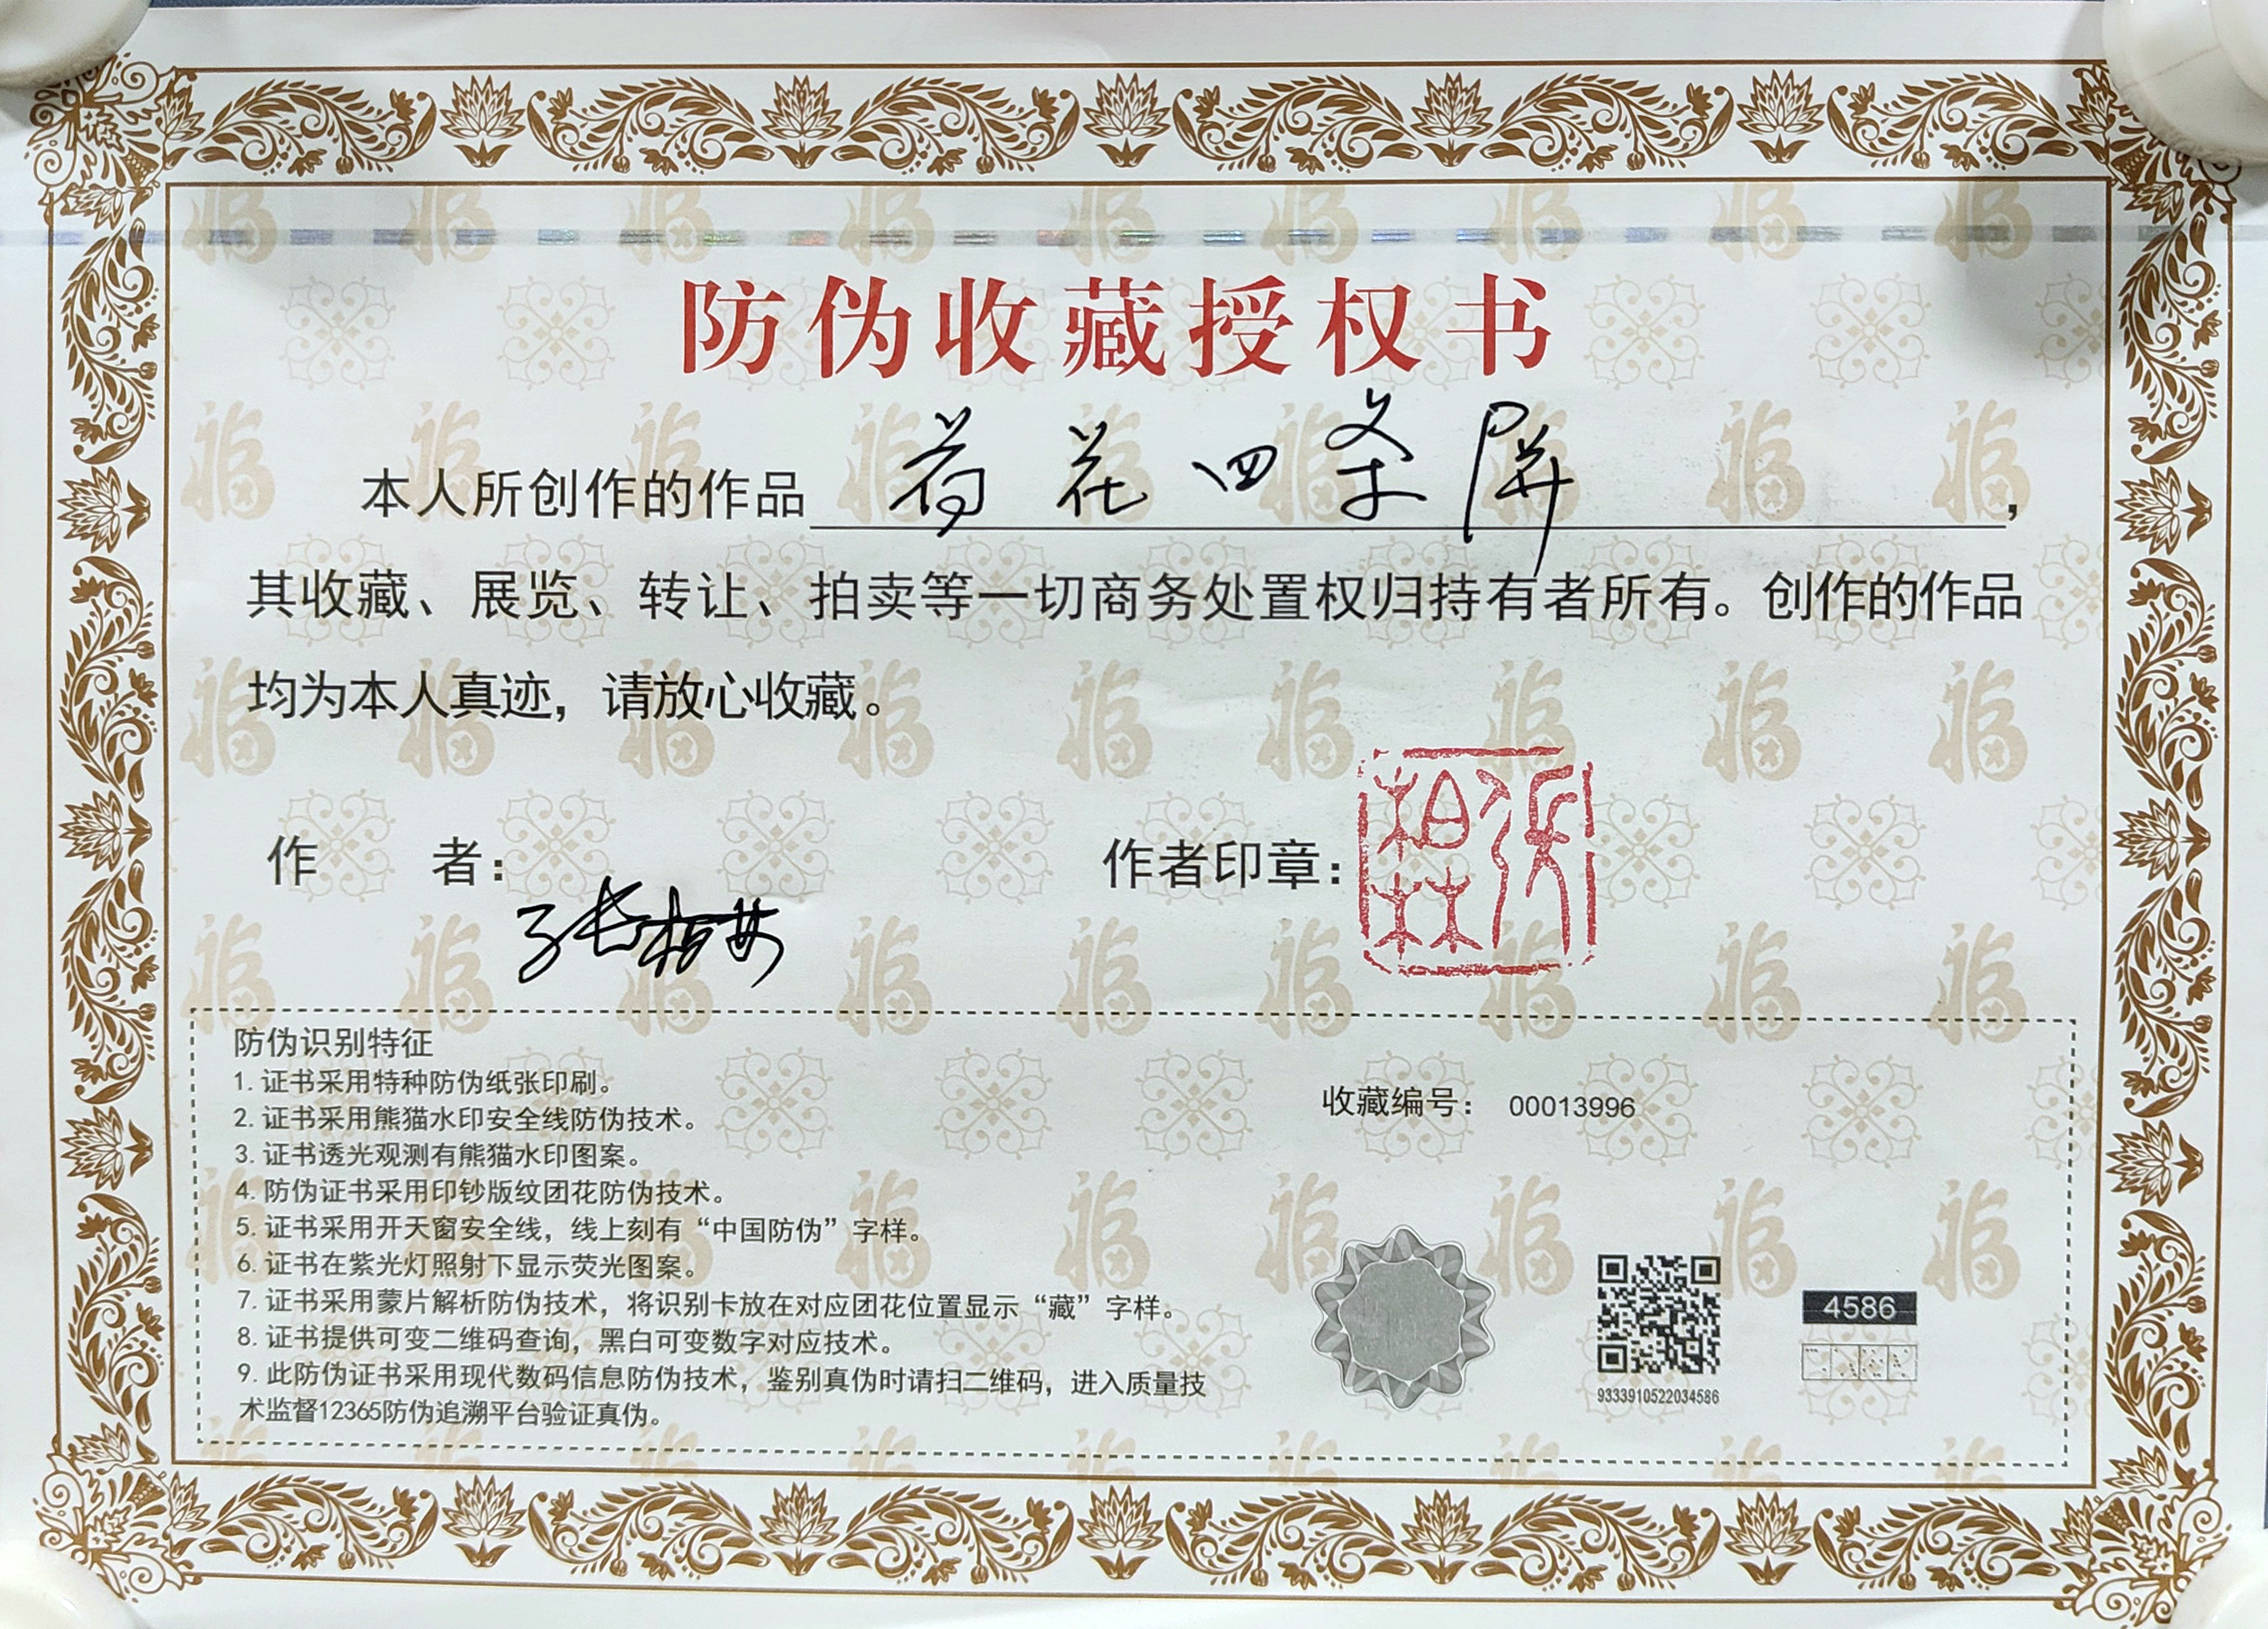 防伪收藏授权书
本人所创作的作品 荷花四条屏，
其收藏、展览、转让、拍卖等一切商务处置权归持有者所有。创作的作品
均为本人真迹，请放心收藏。
作 者：张柏林
作者印章：
张柏林
防伪识别特征
1. 证书采用特种防伪纸张印刷。
2. 证书采用熊猫水印安全线防伪技术。
3. 证书透光观测有熊猫水印图案。
4. 防伪证书采用印钞版纹团花防伪技术。
5. 证书采用开天窗安全线，线上刻有“中国防伪”字样。
6. 证书在紫光灯照射下显示荧光图案。
7. 证书采用蒙片解析防伪技术，将识别卡放在对应团花位置显示“藏”字样。
8. 证书提供可变二维码查询，黑白可变数字对应技术。
9. 此防伪证书采用现代数码信息防伪技术，鉴别真伪时请扫二维码，进入质量技
术监督12365防伪追溯平台验证真伪。
收藏编号： 00013996
4586
9333910522034586